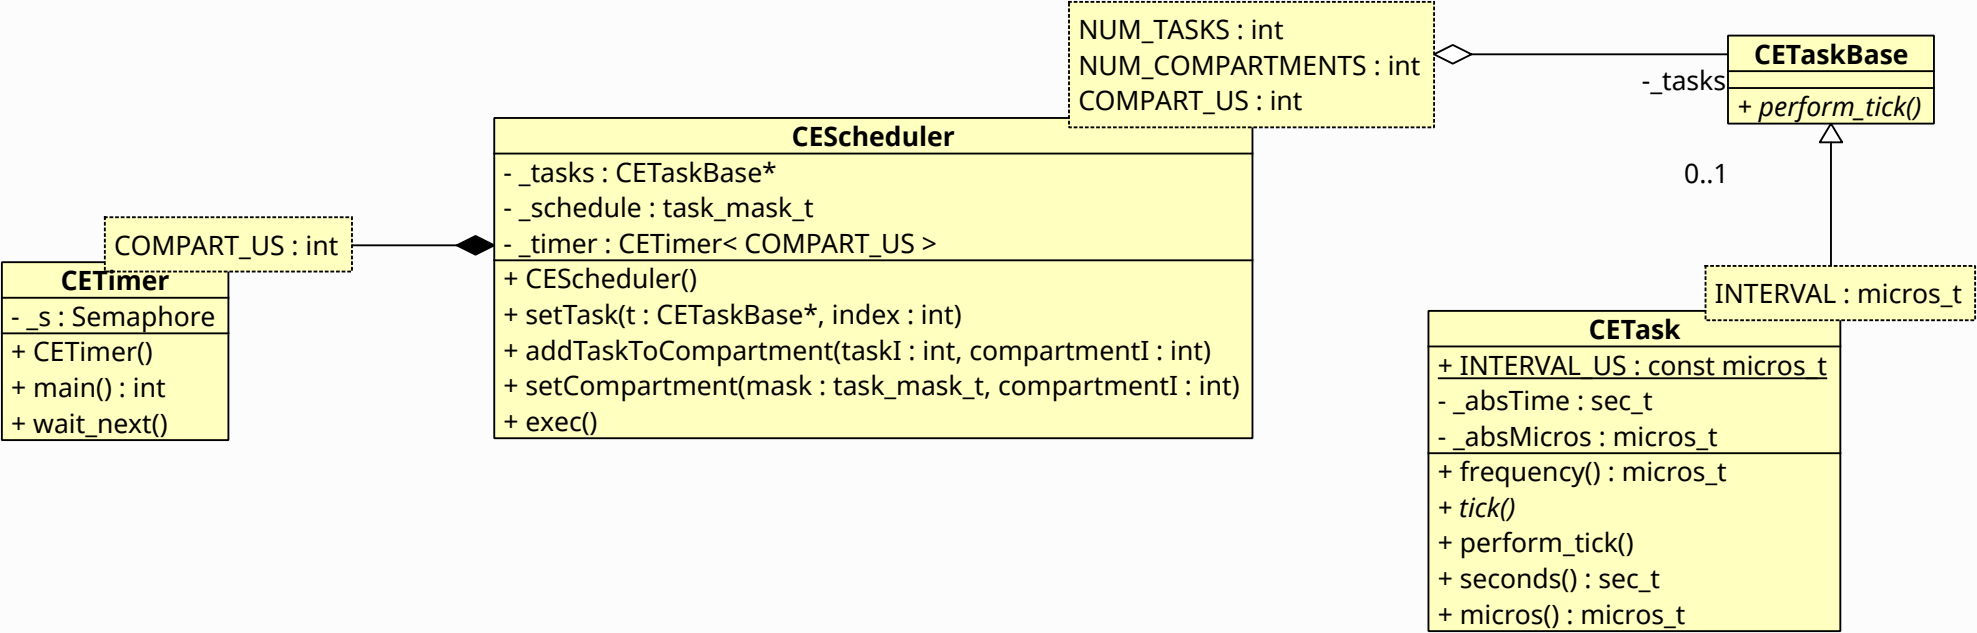 NUM_TASKS : int
NUM_COMPARTMENTS : int
COMPART_US : int
CEScheduler
- _tasks : CETaskBase*
- _schedule : task_mask_t
- _timer : CETimer< COMPART_US >
+ CEScheduler()
+ setTask(t : CETaskBase*, index : int)
+ addTaskToCompartment(taskI : int, compartmentI : int)
+ setCompartment(mask : task_mask_t, compartmentI : int)
+ exec()
COMPART_US : int
CETimer
- _s : Semaphore
+ CETimer()
+ main() : int
+ wait_next()
-_tasks
0..1
CETaskBase
+ perform_tick()
INTERVAL : micros_t
CETask
+ INTERVAL_US : const micros_t
- _absTime : sec_t
- _absMicros : micros_t
+ frequency() : micros_t
+ tick()
+ perform_tick()
+ seconds() : sec_t
+ micros() : micros_t